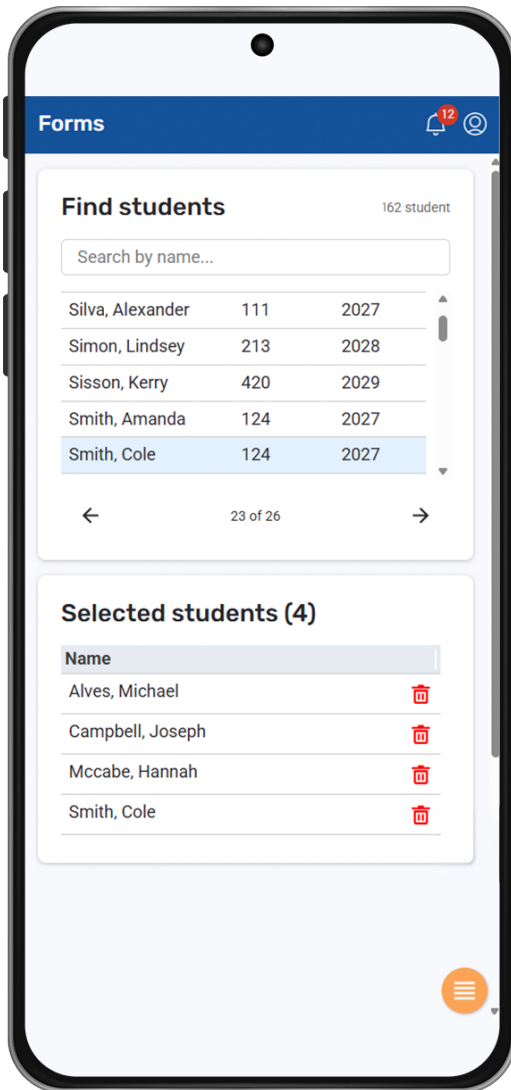 Forms
12
Find students
162 student
Search by name...
Silva, Alexander 111 2027
Simon, Lindsey 213 2028
Sisson, Kerry 420 2029
Smith, Amanda 124 2027
Smith, Cole 124 2027
23 of 26
Selected students (4)
Name
Alves, Michael
Campbell, Joseph
Mccabe, Hannah
Smith, Cole